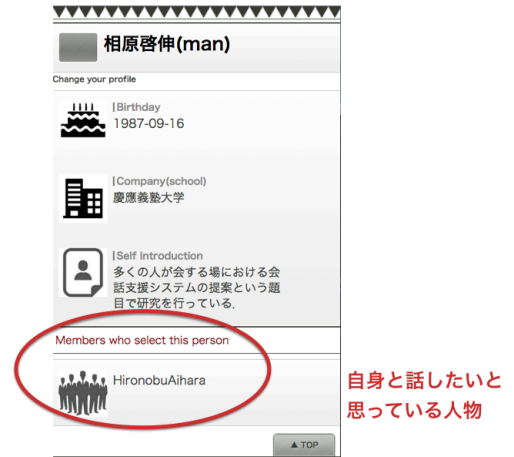 相原啓伸(man)
Change your profile
|Birthday
1987-09-16
|Company(school)
慶應義塾大学
|Self Introduction
多くの人が会する場における会
話支援システムの提案という題
目で研究を行っている.
Members who select this person
HironobuAihara
自身と話したいと
思っている人物
▲ TOP